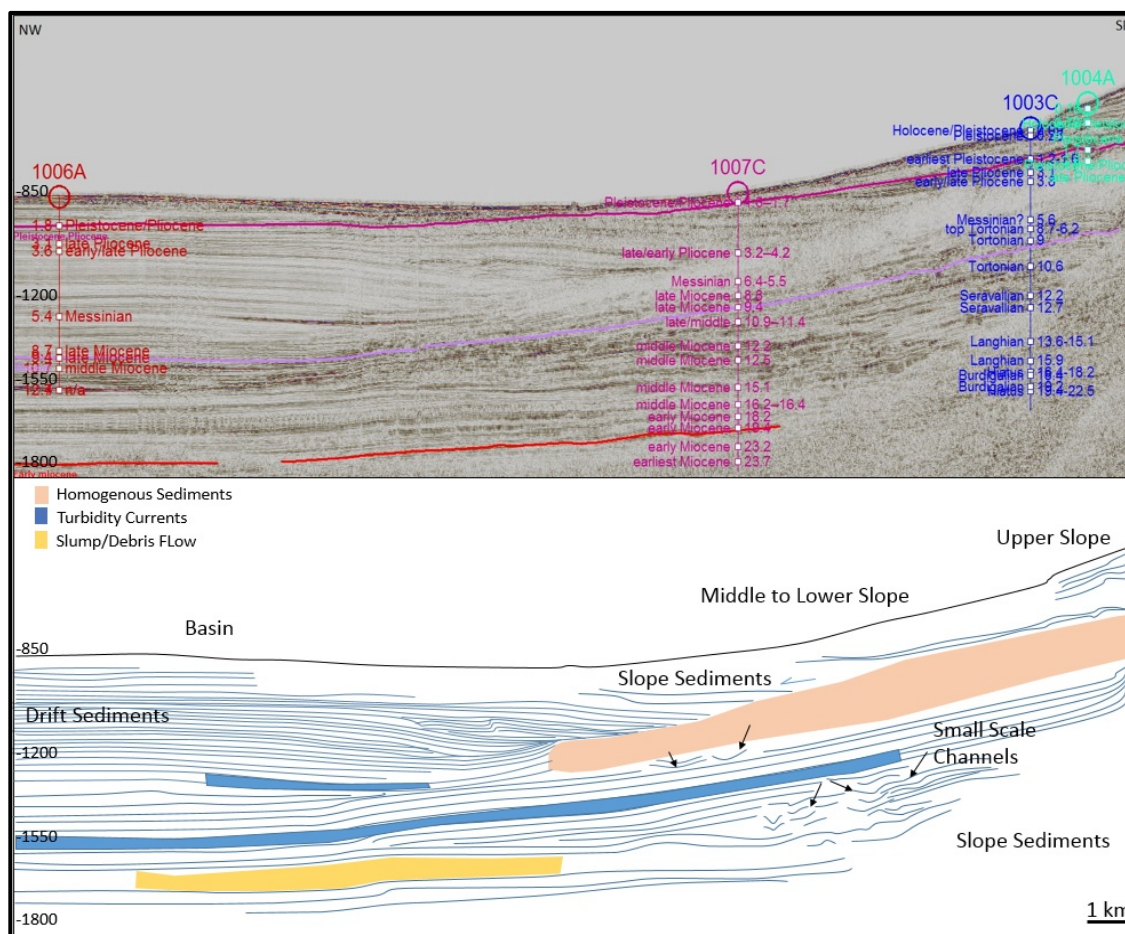 NW
1004A
1003C
Holocene/Pleistocene
1006A
1007C
earliest Pleistocene
-850
late Pliocene 3.1
early/late Pliocene 3.8
1.8 Pleistocene/Pliocene
Pleistocene Pliocene
late Pliocene
3.6 early/late Pliocene
Messinian? 5.6
top Tortonian 8.7-6.2
Tortonian 9
late/early Pliocene 3.2–4.2
Tortonian 10.6
Messinian 6.4–5.5
-1200
late Miocene 8.8
late Miocene 9.4
late/middle 10.9–11.4
Seravallian 12.2
Seravallian 12.7
5.4 Messinian
middle Miocene 12.2
middle Miocene 12.5
Langhian 13.6-15.1
Langhian 15.9
8.7 late Miocene
late Miocene
middle Miocene
-1550
n/a
Burdigalian
Burdigalian
19.4-22.5
middle Miocene 15.1
middle Miocene 16.2–16.4
early Miocene 18.2
early Miocene 19.4
early Miocene 23.2
earliest Miocene 23.7
-1800
Early miocene
Homogenous Sediments
Turbidity Currents
Slump/Debris FLow
Upper Slope
Middle to Lower Slope
Basin
-850
Slope Sediments
Drift Sediments
Small Scale
Channels
-1200
-1550
Slope Sediments
-1800
1 km